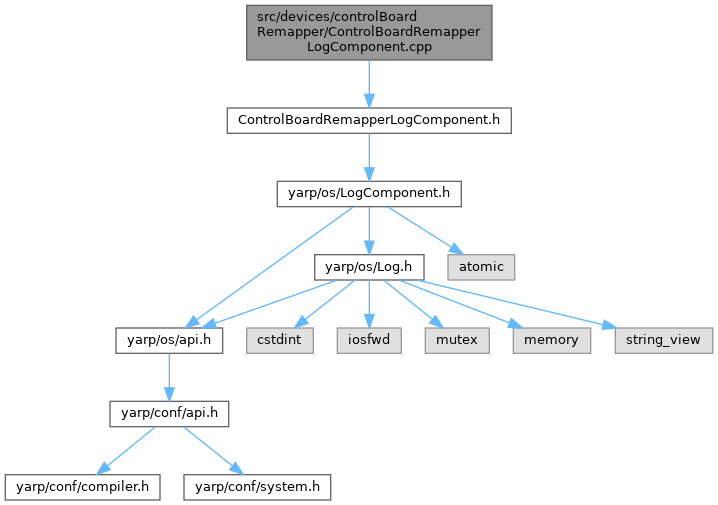 src/devices/controlBoard
Remapper/ControlBoardRemapper
LogComponent.cpp
ControlBoardRemapperLogComponent.h
yarp/os/LogComponent.h
yarp/os/Log.h
atomic
yarp/os/api.h
cstdint
iosfwd
mutex
memory
string_view
yarp/conf/api.h
yarp/conf/compiler.h
yarp/conf/system.h